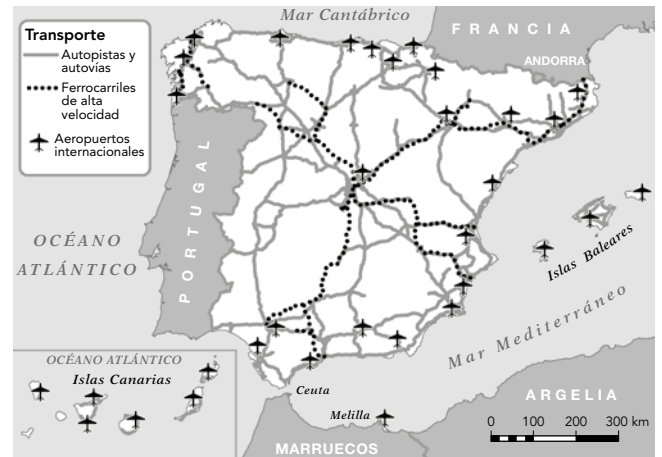 Mar Cantábrico
FRANCIA
ANDORRA
Transporte
Autopistas y
autovías
Ferrocarriles
de alta
velocidad
Aeropuertos
internacionales
PORTUGAL
OCÉANO
ATLÁNTICO
Islas Baleares
Mar Mediterráneo
OCÉANO ATLÁNTICO
Islas Canarias
Ceuta
Melilla
ARGELIA
MARRUECOS
0 100 200 300 km